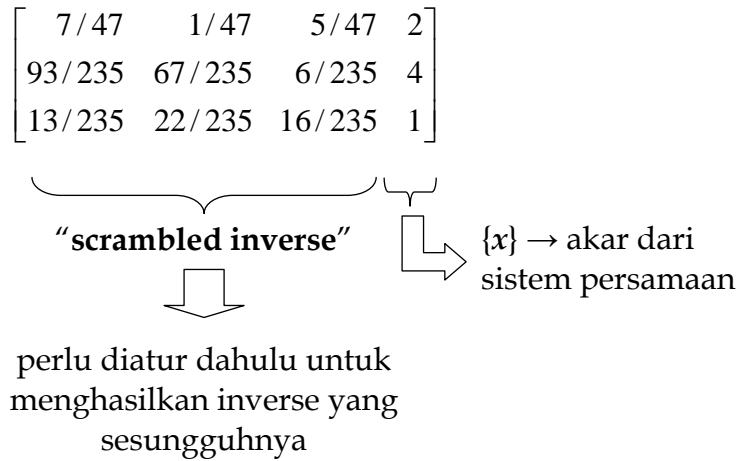 7/47 1/47 5/47 2
93/235 67/235 6/235 4
13/235 22/235 16/235 1
“scrambled inverse”
{x} → akar dari
sistem persamaan
perlu diatur dahulu untuk
menghasilkan inverse yang
sesungguhnya